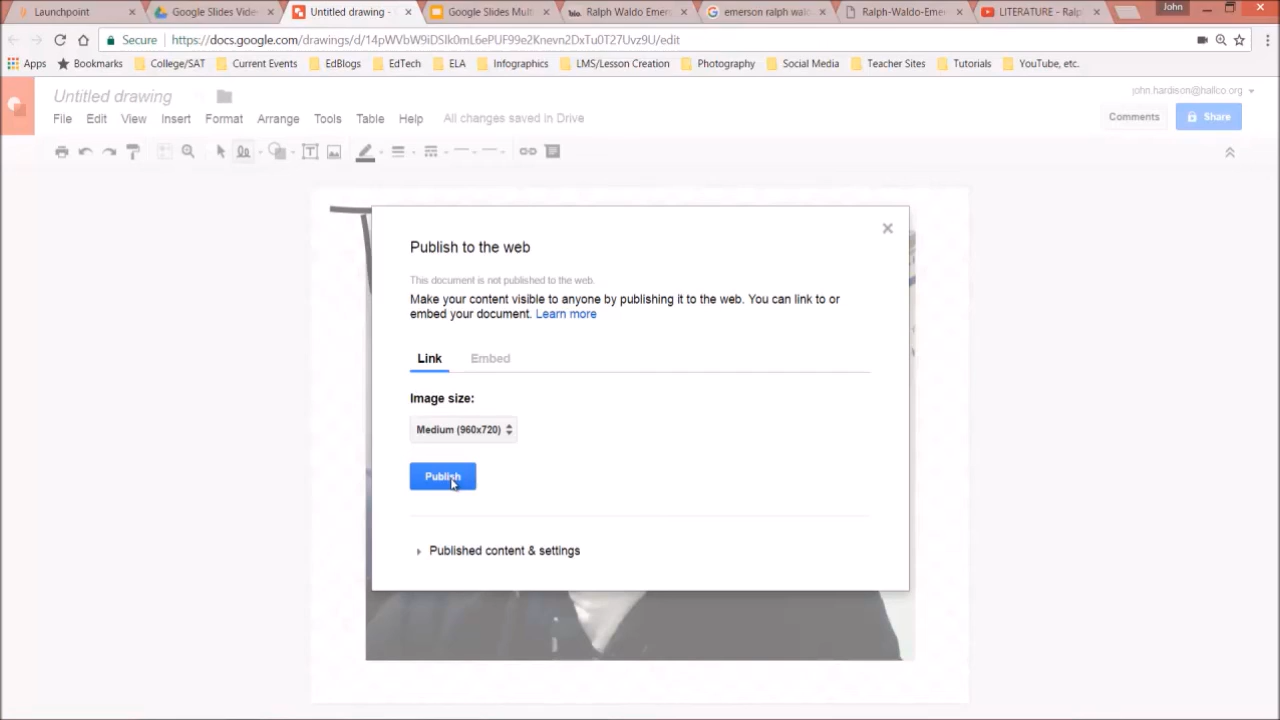 John
Launchpoint
Google Slides Vide
Untitled drawing -
Google Slides Mult
Ralph Waldo Emer
emerson ralph wald
Ralph-Waldo-Eme
LITERATURE - Ralp
Secure https://docs.google.com/drawings/d/14pWVbW9iDSlk0mL6ePUF99e2Knevn2DxTu0T27Uvz9U/edit
Apps Bookmarks College/SAT Current Events EdBlogs EdTech ELA Infographics LMS/Lesson Creation Photography Social Media Teacher Sites Tutorials YouTube, etc.
Untitled drawing
john.hardison@hallco.org
File Edit View Insert Format Arrange Tools Table Help All changes saved in Drive
Comments Share
Publish to the web
This document is not published to the web.
Make your content visible to anyone by publishing it to the web. You can link to or
embed your document. Learn more
Link Embed
Image size:
Medium (960x720)
Publish
Published content & settings